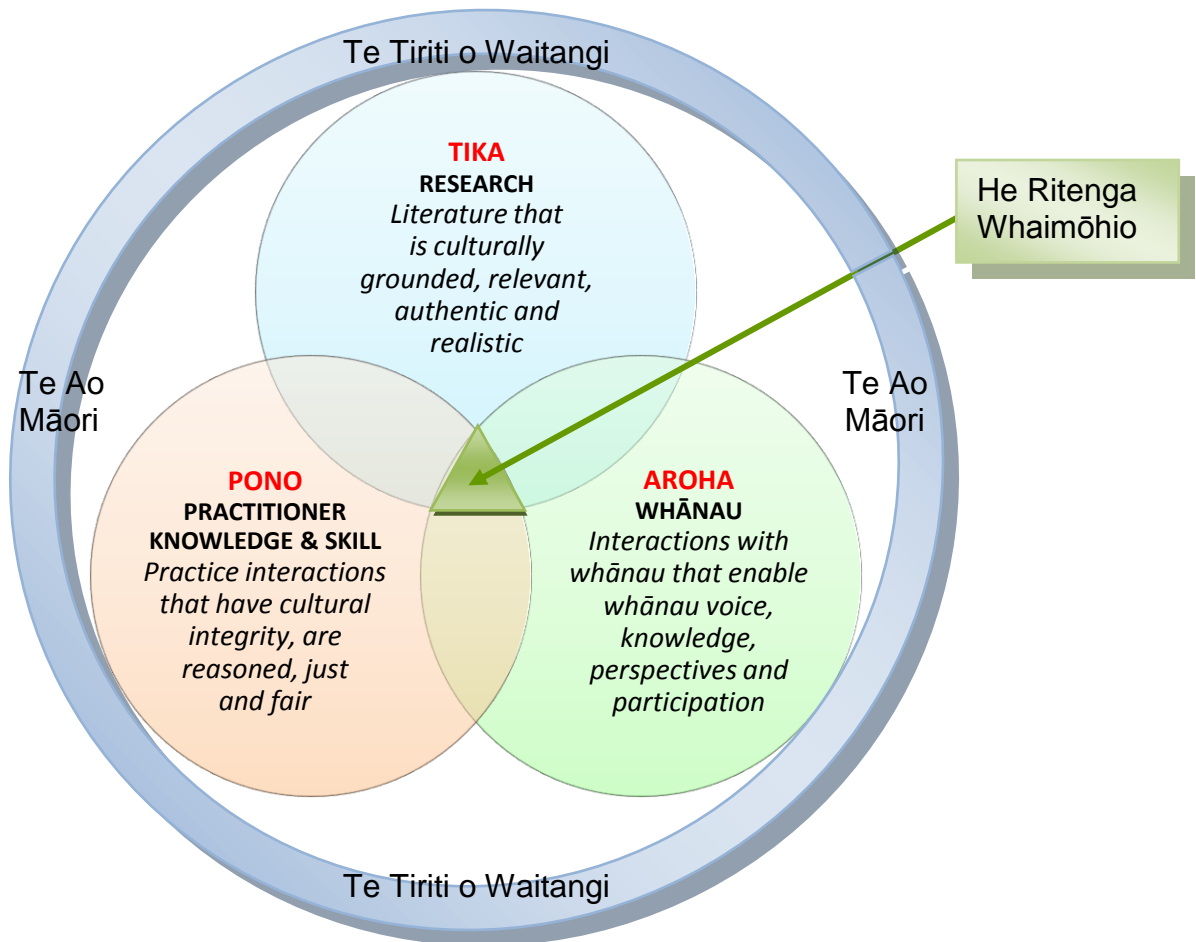 Te Tiriti o Waitangi
TIKA
RESEARCH
Literature that
is culturally
grounded, relevant,
authentic and
realistic
He Ritenga
Whaimōhio
Te Ao
Māori
Te Ao
Māori
PONO
PRACTITIONER
KNOWLEDGE & SKILL
Practice interactions
that have cultural
integrity, are
reasoned, just
and fair
AROHA
WHĀNAU
Interactions with
whānau that enable
whānau voice,
knowledge,
perspectives and
participation
Te Tiriti o Waitangi